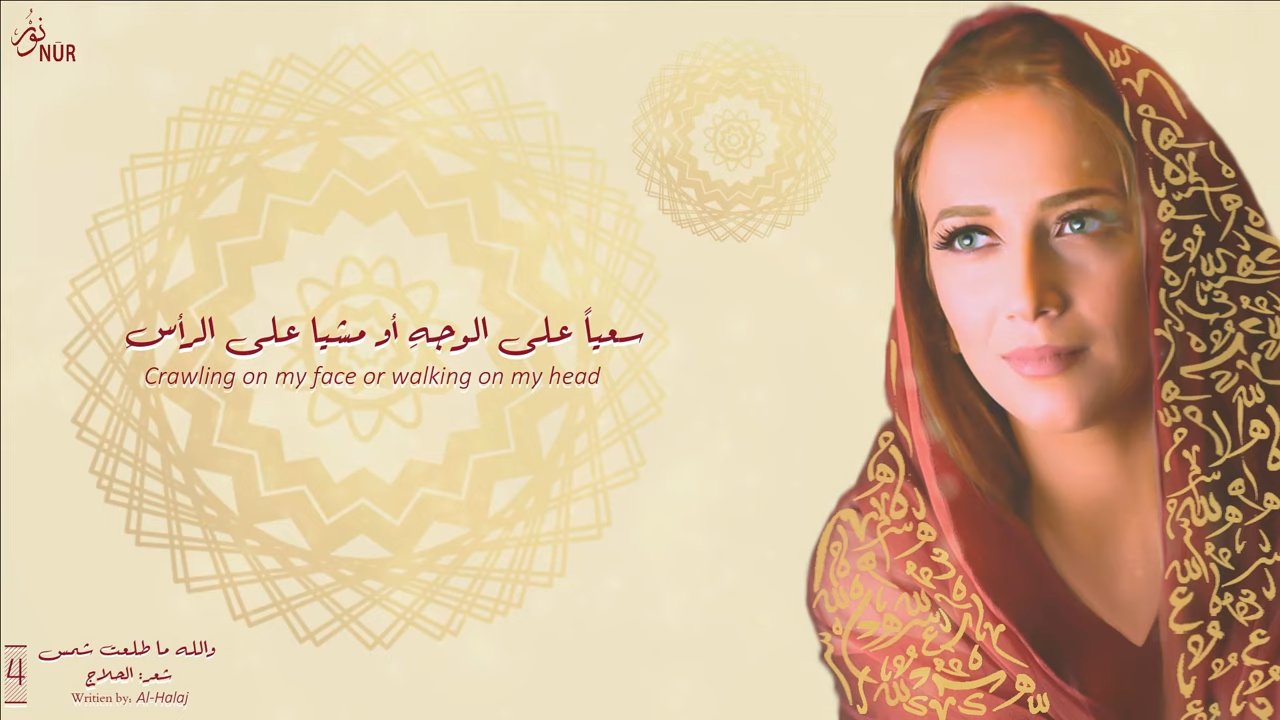 نُورُ
NŪR
سعياً على الوجهِ أو مشيا على الرأسِ
Crawling on my face or walking on my head
4
والله ما طلعت شمس
شعر: الحلاج
Writien by: Al-Halaj